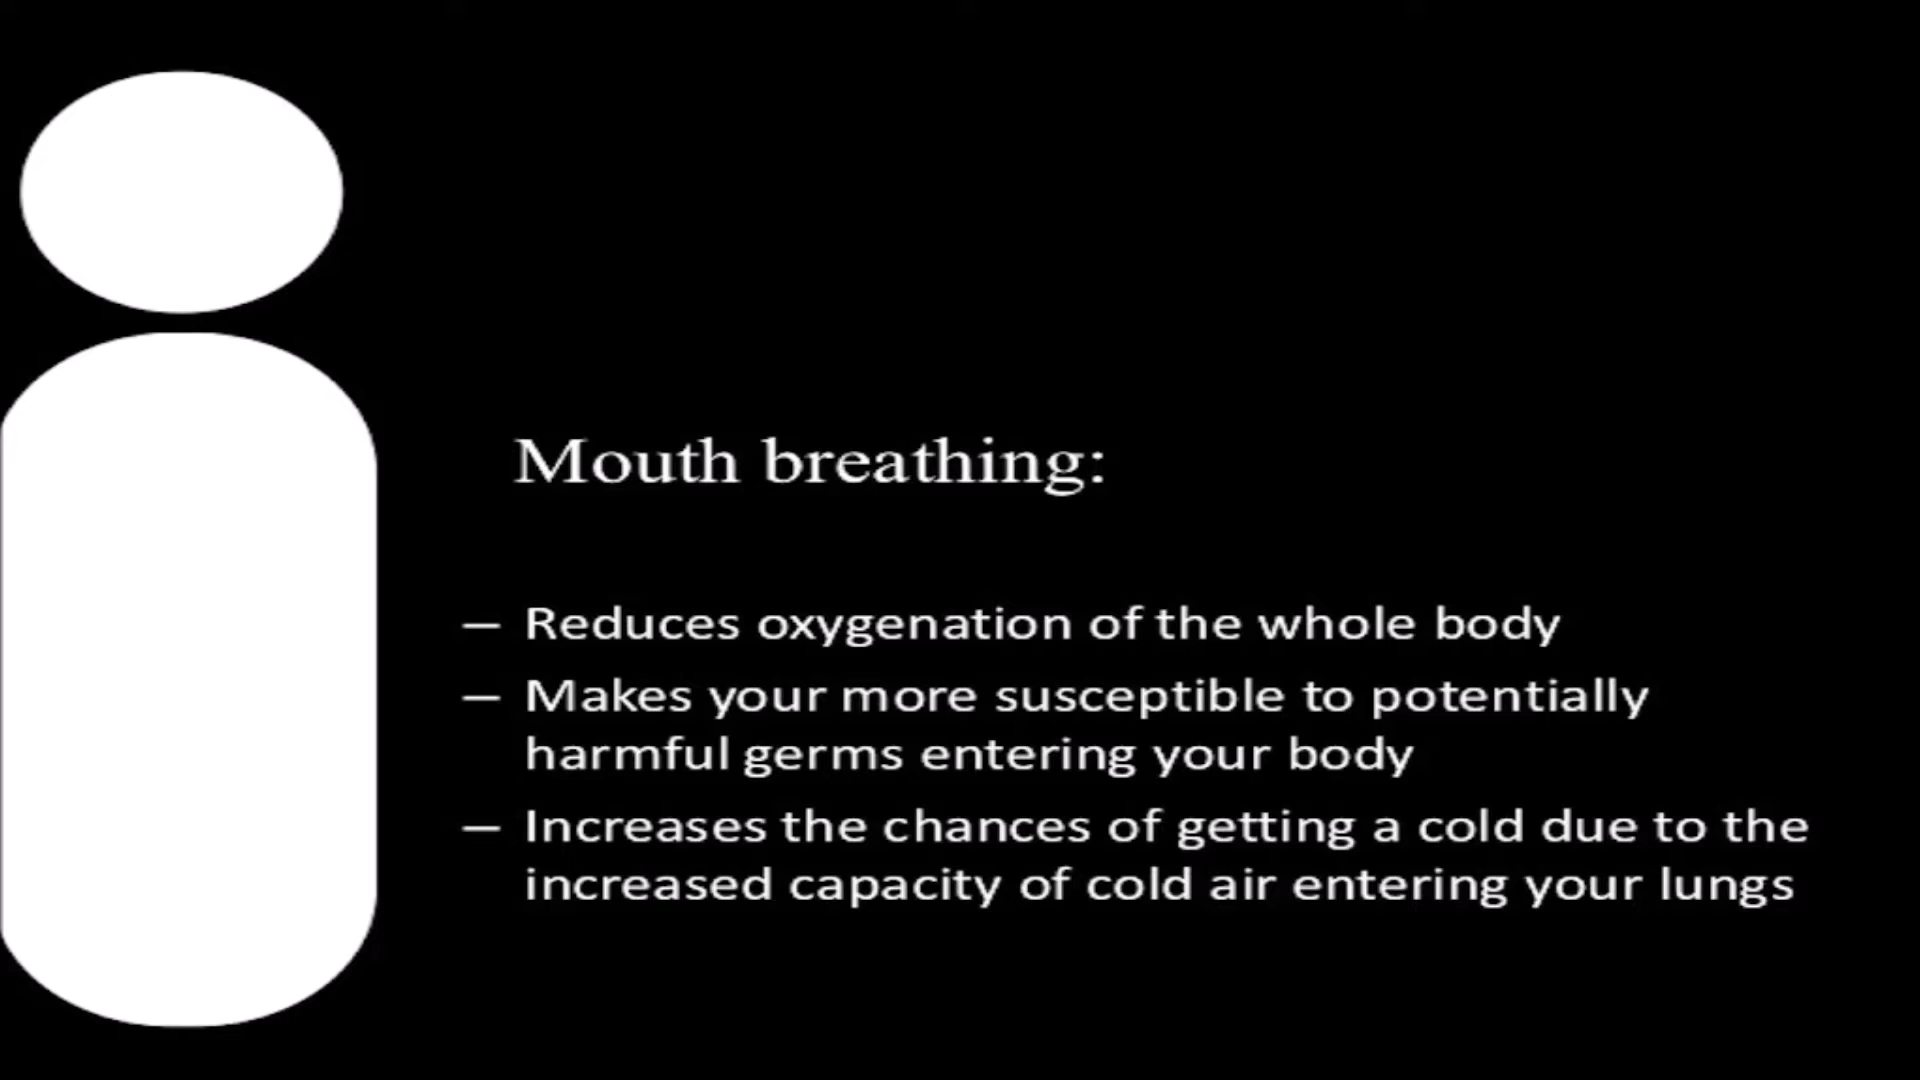 Mouth breathing:
– Reduces oxygenation of the whole body
– Makes your more susceptible to potentially
harmful germs entering your body
– Increases the chances of getting a cold due to the
increased capacity of cold air entering your lungs